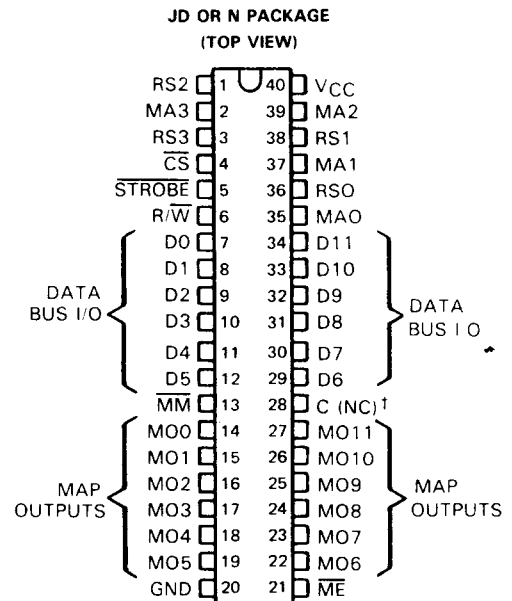 JD OR N PACKAGE
(TOP VIEW)
RS2 1 40 VCC
MA3 2 39 MA2
RS3 3 38 RS1
CS 4 37 MA1
STROBE 5 36 RS0
R/W 6 35 MA0
D0 7 34 D11
D1 8 33 D10
D2 9 32 D9
D3 10 31 D8
D4 11 30 D7
D5 12 29 D6
DATA
BUS I/O
DATA
BUS I O
MM 13 28 C (NC)†
MO0 14 27 MO11
MO1 15 26 MO10
MO2 16 25 MO9
MO3 17 24 MO8
MO4 18 23 MO7
MO5 19 22 MO6
MAP
OUTPUTS
MAP
OUTPUTS
GND 20 21 ME